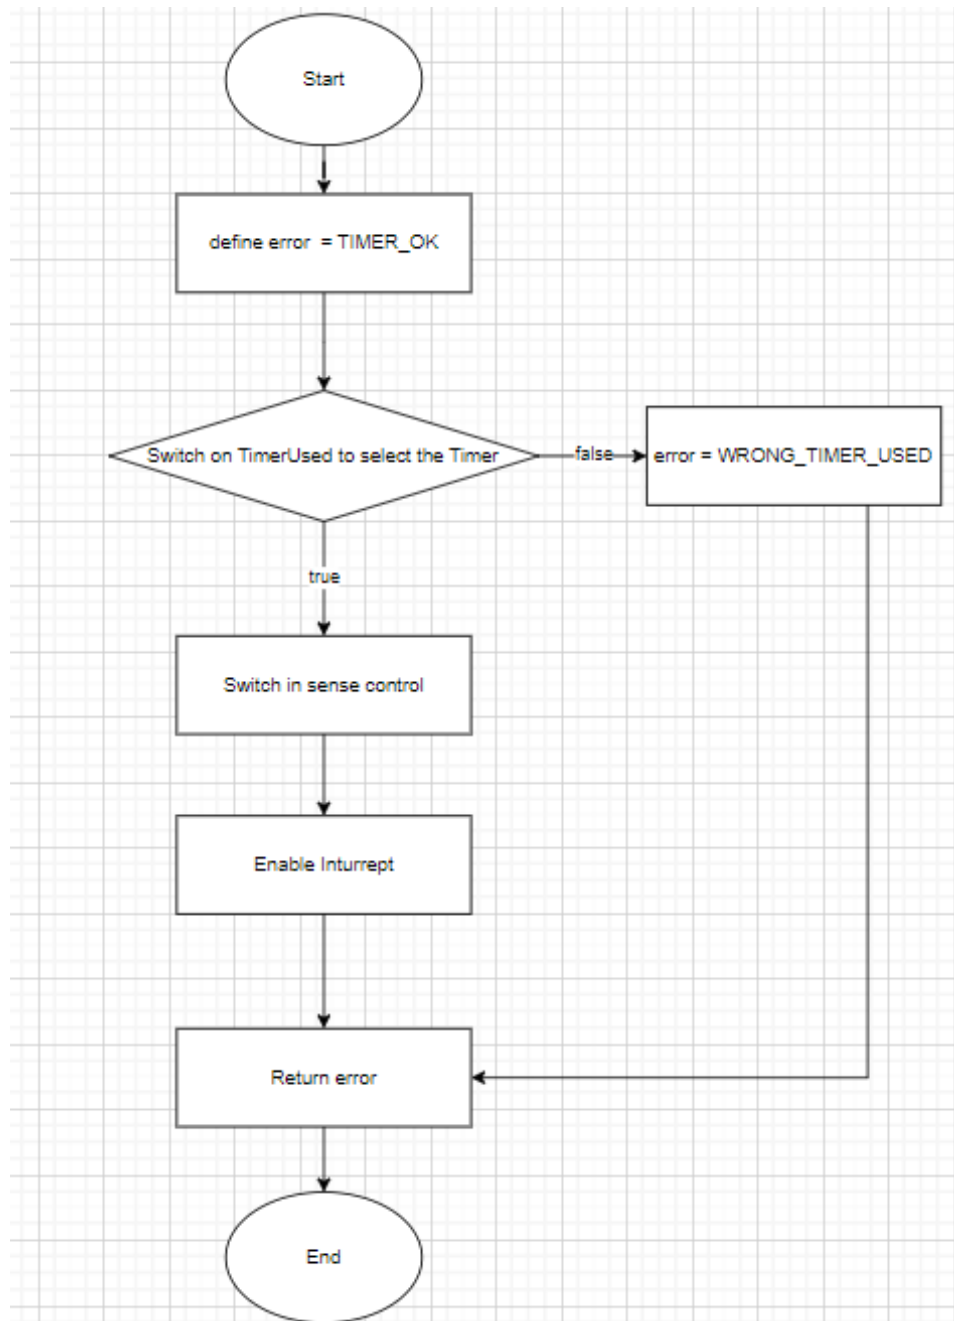 Start
define error  = TIMER_OK
Switch on TimerUsed to select the Timer
false
error = WRONG_TIMER_USED
true
Switch in sense control
Enable Inturrept
Return error
End